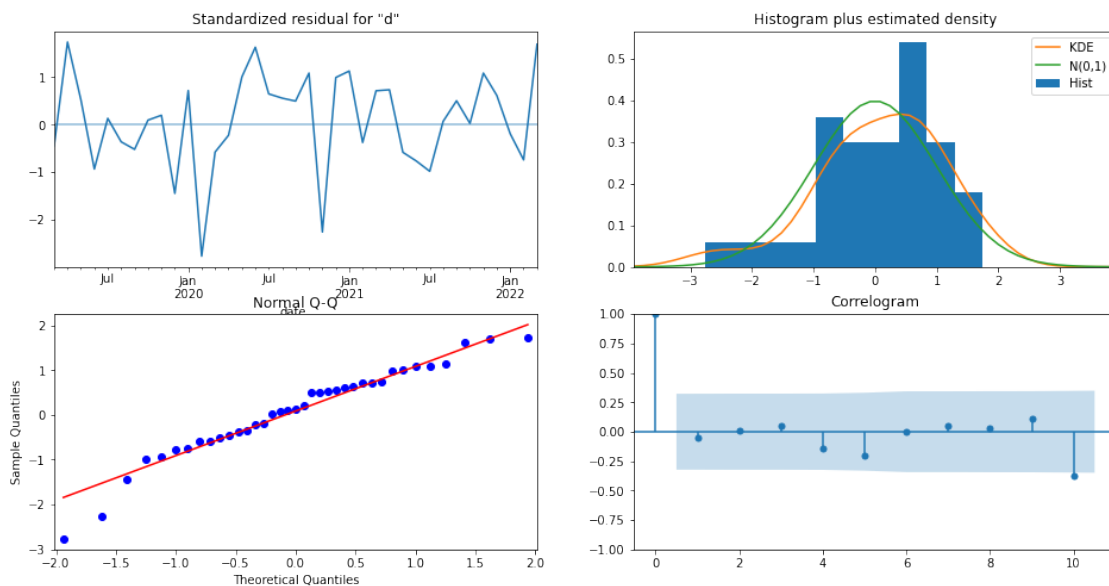 Standardized residual for "d"
1
0
−1
−2
Jul
Jan
2020
Jul
Jan
2021
Jul
Jan
2022
date
Histogram plus estimated density
KDE
N(0,1)
Hist
0.5
0.4
0.3
0.2
0.1
0.0
−3 −2 −1 0 1 2 3
Normal Q-Q
Sample Quantiles
2
1
0
−1
−2
−3
−2.0 −1.5 −1.0 −0.5 0.0 0.5 1.0 1.5 2.0
Theoretical Quantiles
Correlogram
1.00
0.75
0.50
0.25
0.00
−0.25
−0.50
−0.75
−1.00
0 2 4 6 8 10